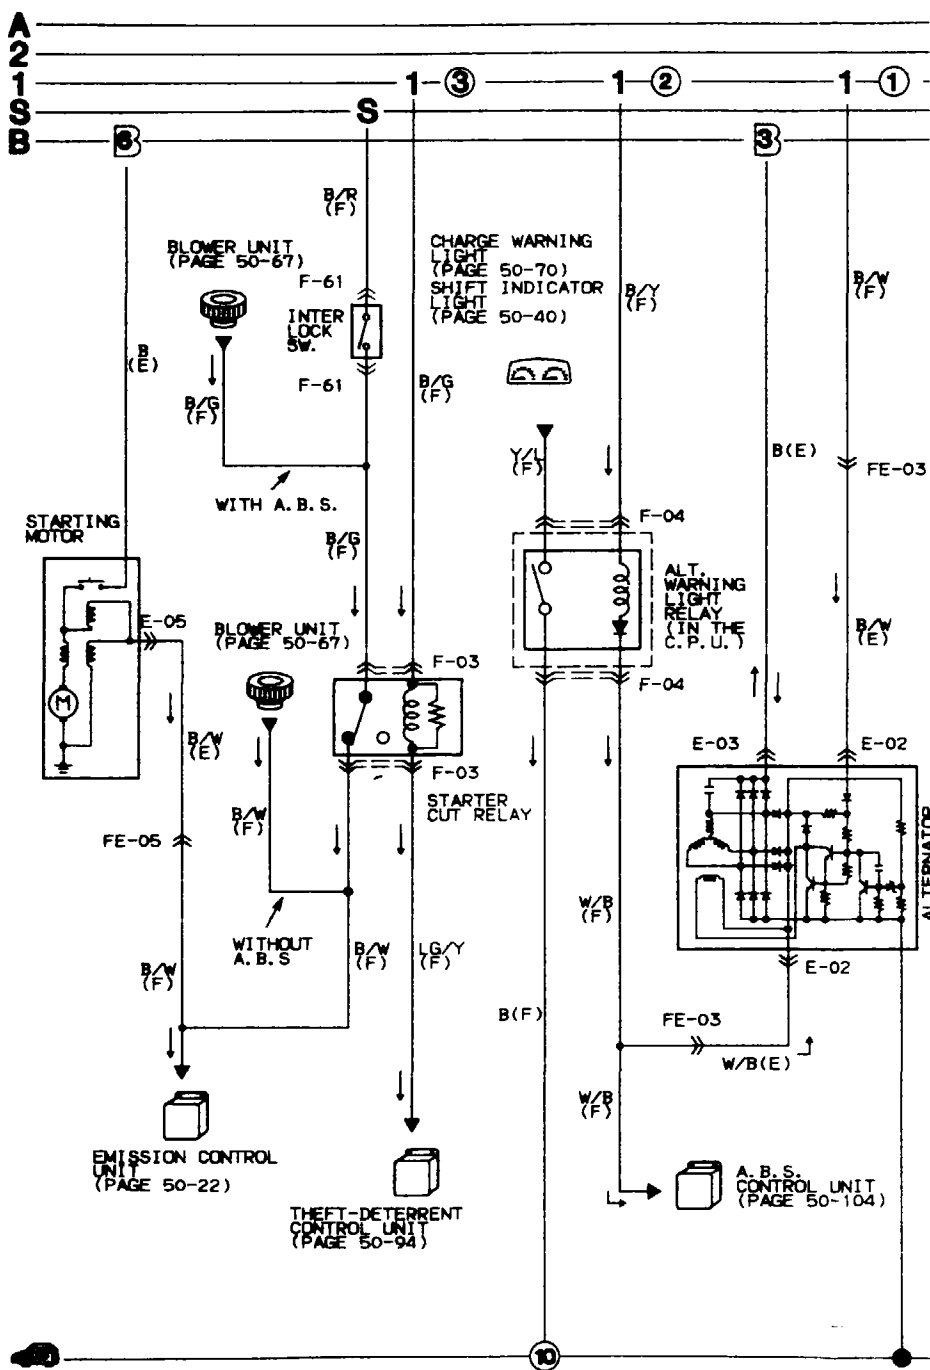 A
2
1
1 3
1 2
1 1
S
S
B
6
B
3
B/R
(F)
BLOWER UNIT
(PAGE 50-67)
CHARGE WARNING
LIGHT
(PAGE 50-70)
SHIFT INDICATOR
LIGHT
(PAGE 50-40)
B/Y
(F)
B/W
(F)
F-61
INTER
LOCK
SW.
F-61
B
(E)
B/G
(F)
B/G
(F)
WITH A.B.S.
Y/L
(F)
B(E)
FE-03
STARTING
MOTOR
B/G
(F)
F-04
ALT.
WARNING
LIGHT
RELAY
(IN THE
C.P.U.)
B/W
(E)
E-05
BLOWER UNIT
(PAGE 50-67)
F-03
F-04
M
B/W
(E)
F-03
STARTER
CUT RELAY
E-03
E-02
ALTERNATOR
FE-05
B/W
(F)
WITHOUT
A.B.S
B/W
(F)
B/W
(F)
LG/Y
(F)
W/B
(F)
E-02
B(F)
FE-03
W/B(E)
W/B
(F)
EMISSION CONTROL
UNIT
(PAGE 50-22)
THEFT-DETERRENT
CONTROL UNIT
(PAGE 50-94)
A.B.S.
CONTROL UNIT
(PAGE 50-104)
10